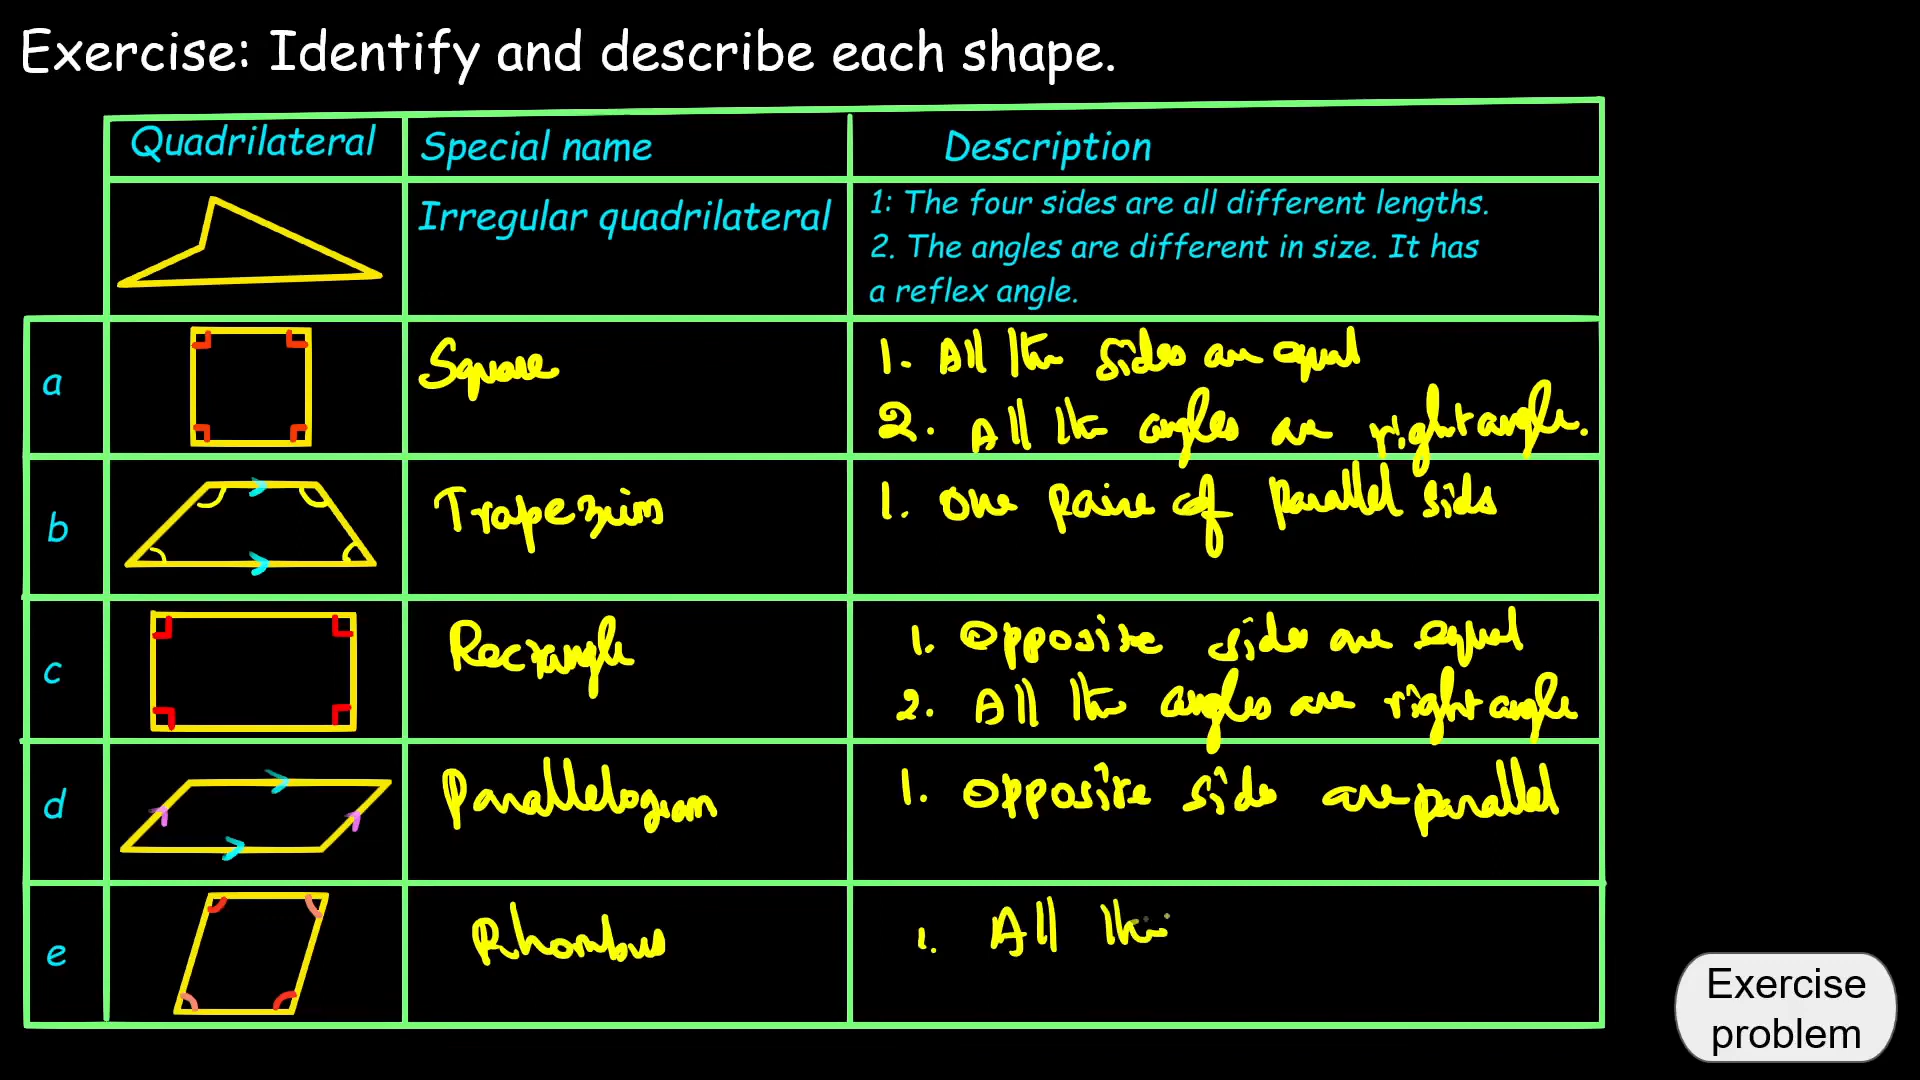 Exercise: Identify and describe each shape.
Quadrilateral Special name Description
Irregular quadrilateral
1: The four sides are all different lengths.
2. The angles are different in size. It has
a reflex angle.
a
Square
1. All the sides are equal
2. All the angles are right angle.
b
Trapezium
1. One paire of parallel sides
c
Rectangle
1. Opposite sides are equal
2. All the angles are right angle
d
Parallelogram
1. Opposite sides are parallel
e
Rhombus
1. All the
Exercise
problem